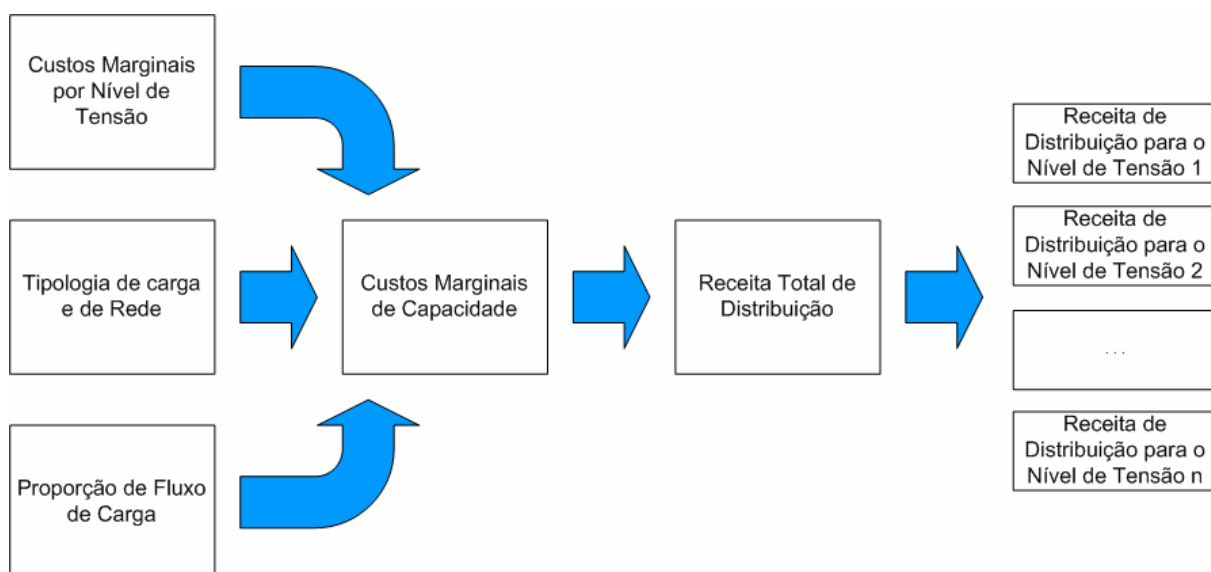 Custos Marginais
por Nível de
Tensão
Tipologia de carga
e de Rede
Proporção de Fluxo
de Carga
Custos Marginais
de Capacidade
Receita Total de
Distribuição
Receita de
Distribuição para o
Nível de Tensão 1
Receita de
Distribuição para o
Nível de Tensão 2
. . .
Receita de
Distribuição para o
Nível de Tensão n